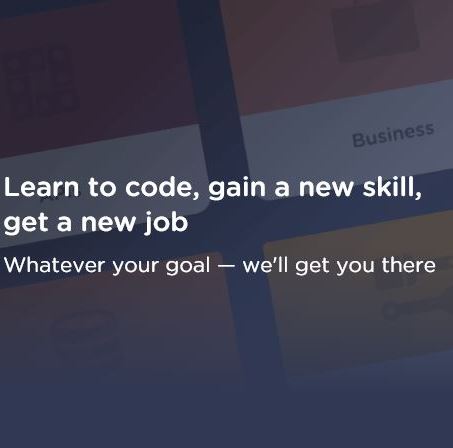 Business
Learn to code, gain a new skill,
get a new job
Whatever your goal — we'll get you there